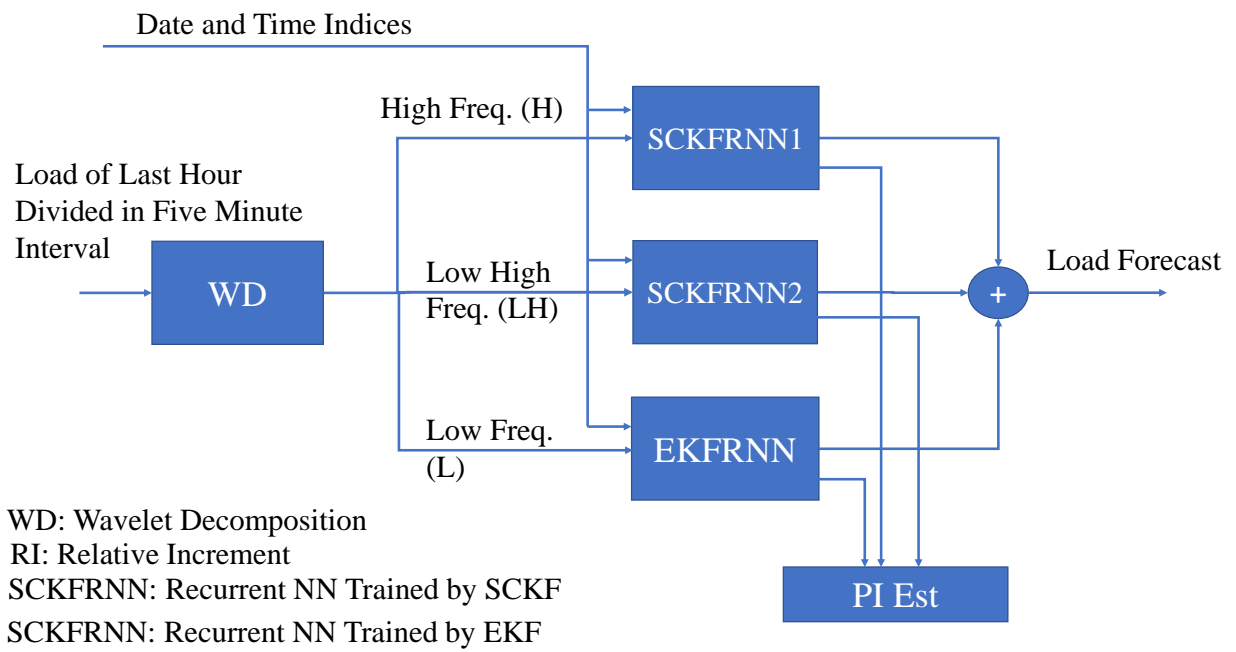 Date and Time Indices
High Freq. (H)
SCKFRNN1
Load of Last Hour
Divided in Five Minute
Interval
WD
Low High
Freq. (LH)
SCKFRNN2
+
Load Forecast
Low Freq.
(L)
EKFRNN
WD: Wavelet Decomposition
RI: Relative Increment
SCKFRNN: Recurrent NN Trained by SCKF
SCKFRNN: Recurrent NN Trained by EKF
PI Est